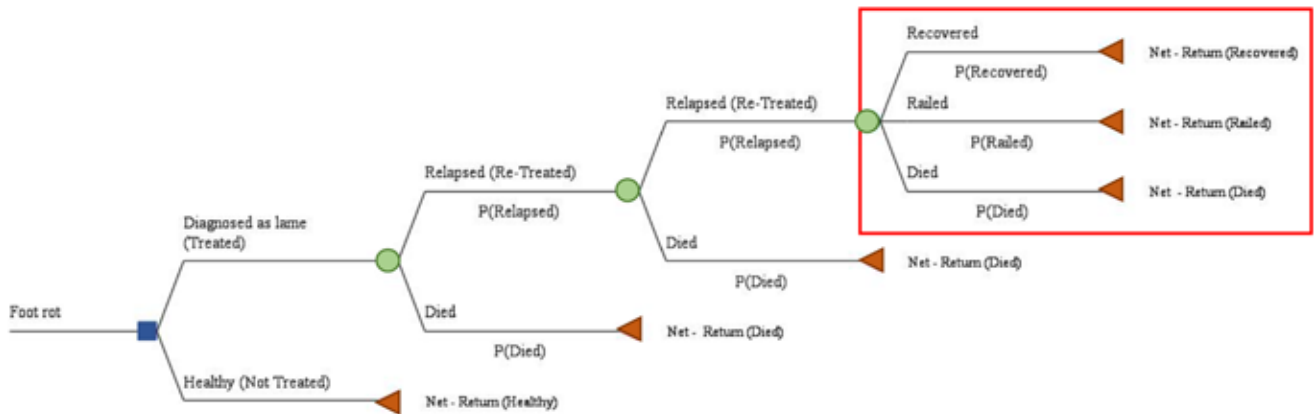 Recovered
Net - Return (Recovered)
P(Recovered)
Relapsed (Re-Treated)
Railed
P(Relapsed)
Net - Return (Railed)
P(Railed)
Relapsed (Re-Treated)
Died
P(Relapsed)
Net - Return (Died)
P(Died)
Diagnosed as lame
(Treated)
Died
P(Died)
Net - Return (Died)
Foot rot
Died
P(Died)
Net - Return (Died)
Healthy (Not Treated)
Net - Return (Healthy)